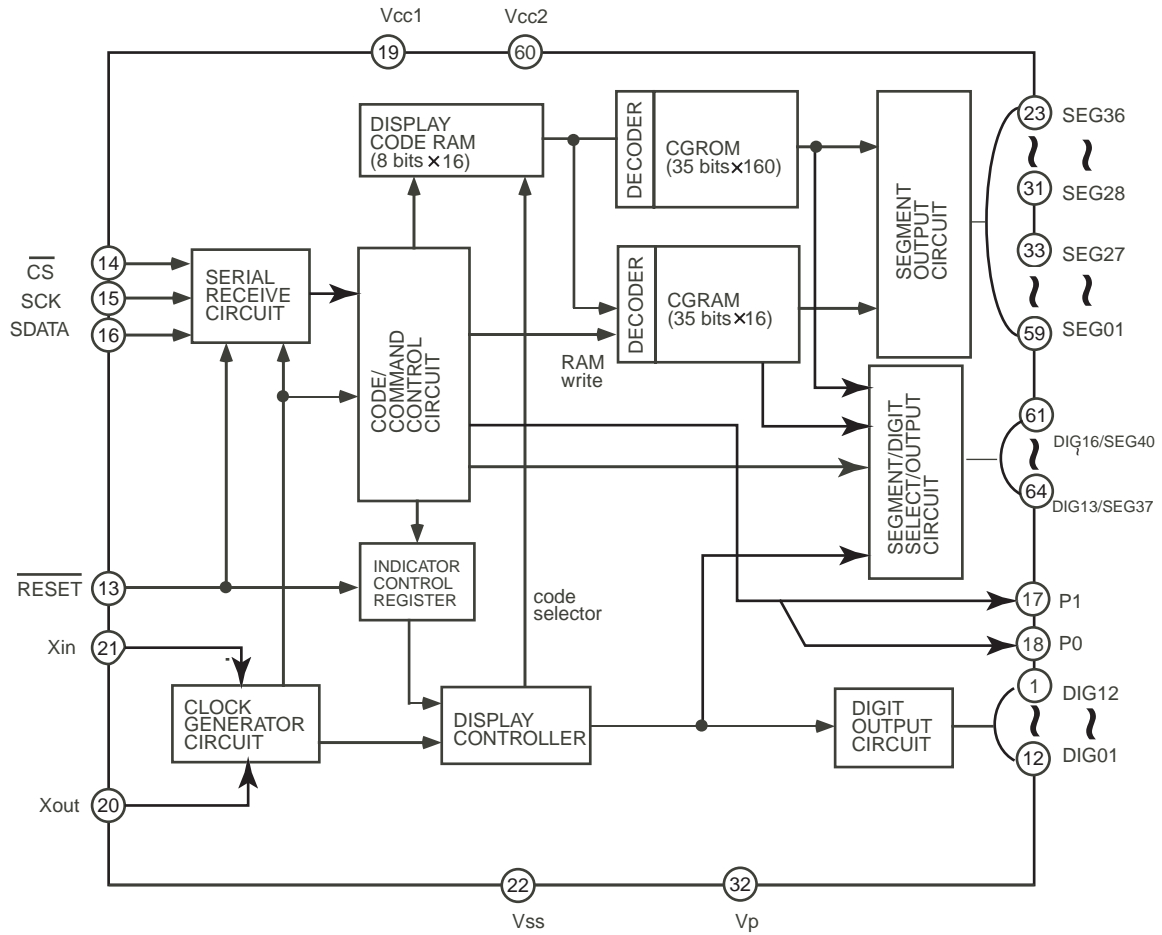 Vcc1
Vcc2
19
60
DISPLAY
CODE RAM
(8 bits × 16)
DECODER
CGROM
(35 bits×160)
SEGMENT
OUTPUT
CIRCUIT
23
SEG36
31
SEG28
33
SEG27
59
SEG01
CS
14
SCK
15
SDATA
16
SERIAL
RECEIVE
CIRCUIT
CODE/
COMMAND
CONTROL
CIRCUIT
DECODER
CGRAM
(35 bits×16)
RAM
write
SEGMENT/DIGIT
SELECT/OUTPUT
CIRCUIT
61
DIG16/SEG40
64
DIG13/SEG37
RESET
13
INDICATOR
CONTROL
REGISTER
code
selector
17
P1
18
P0
Xin
21
CLOCK
GENERATOR
CIRCUIT
DISPLAY
CONTROLLER
DIGIT
OUTPUT
CIRCUIT
1
DIG12
12
DIG01
Xout
20
22
Vss
32
Vp